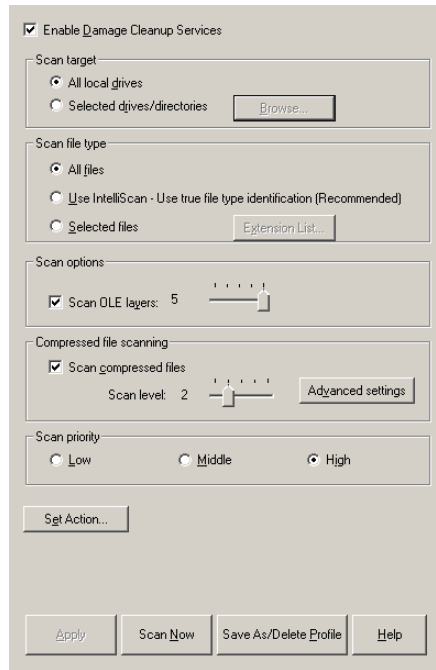 Enable Damage Cleanup Services
Scan target
All local drives
Selected drives/directories
Browse...
Scan file type
All files
Use IntelliScan - Use true file type identification (Recommended)
Selected files
Extension List...
Scan options
Scan OLE layers: 5
Compressed file scanning
Scan compressed files
Scan level: 2
Advanced settings
Scan priority
Low Middle High
Set Action...
Apply Scan Now Save As/Delete Profile Help